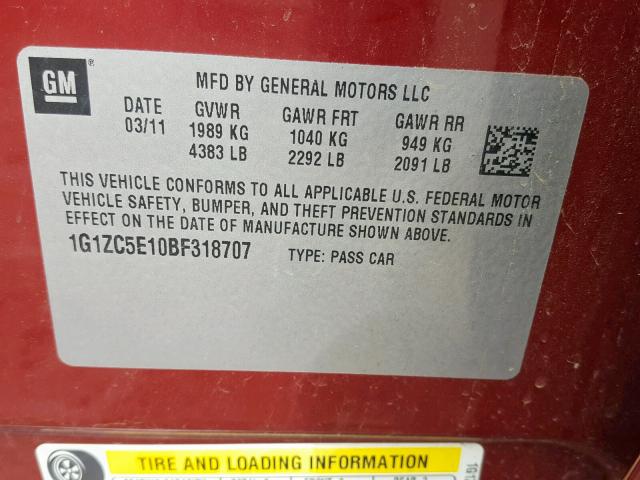 GM
MFD BY GENERAL MOTORS LLC
DATE GVWR GAWR FRT GAWR RR
03/11 1989 KG 1040 KG 949 KG
4383 LB 2292 LB 2091 LB
THIS VEHICLE CONFORMS TO ALL APPLICABLE U.S. FEDERAL MOTOR
VEHICLE SAFETY, BUMPER, AND THEFT PREVENTION STANDARDS IN
EFFECT ON THE DATE OF MANUFACTURE SHOWN ABOVE.
1G1ZC5E10BF318707 TYPE: PASS CAR
TIRE AND LOADING INFORMATION